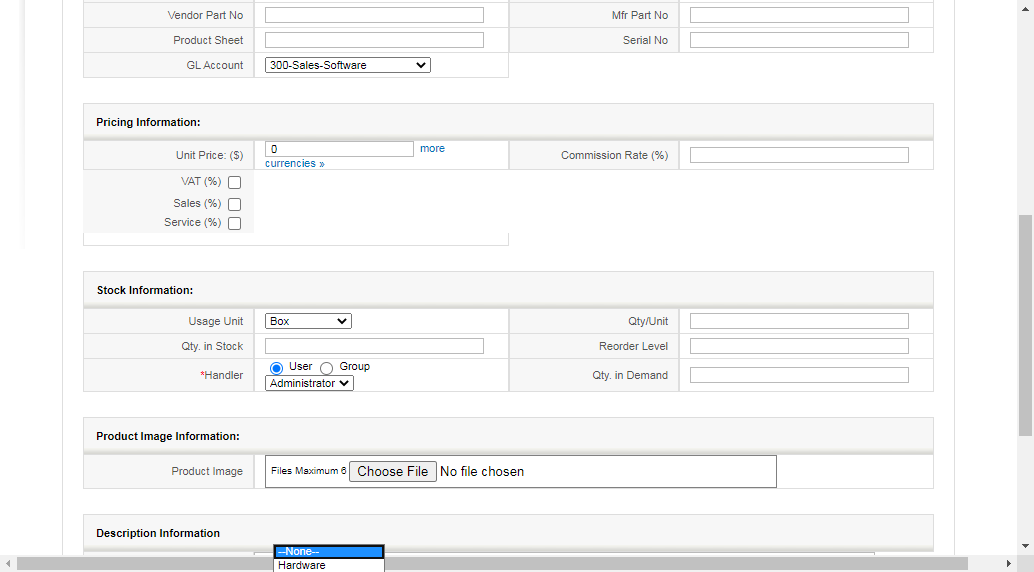 Vendor Part No
Mfr Part No
Product Sheet
Serial No
GL Account
300-Sales-Software
Pricing Information:
Unit Price: ($)
0
more
currencies »
Commission Rate (%)
VAT (%)
Sales (%)
Service (%)
Stock Information:
Usage Unit
Box
Qty/Unit
Qty. in Stock
Reorder Level
*Handler
User
Group
Administrator
Qty. in Demand
Product Image Information:
Product Image
Files Maximum 6
Choose File
No file chosen
Description Information
--None--
Hardware